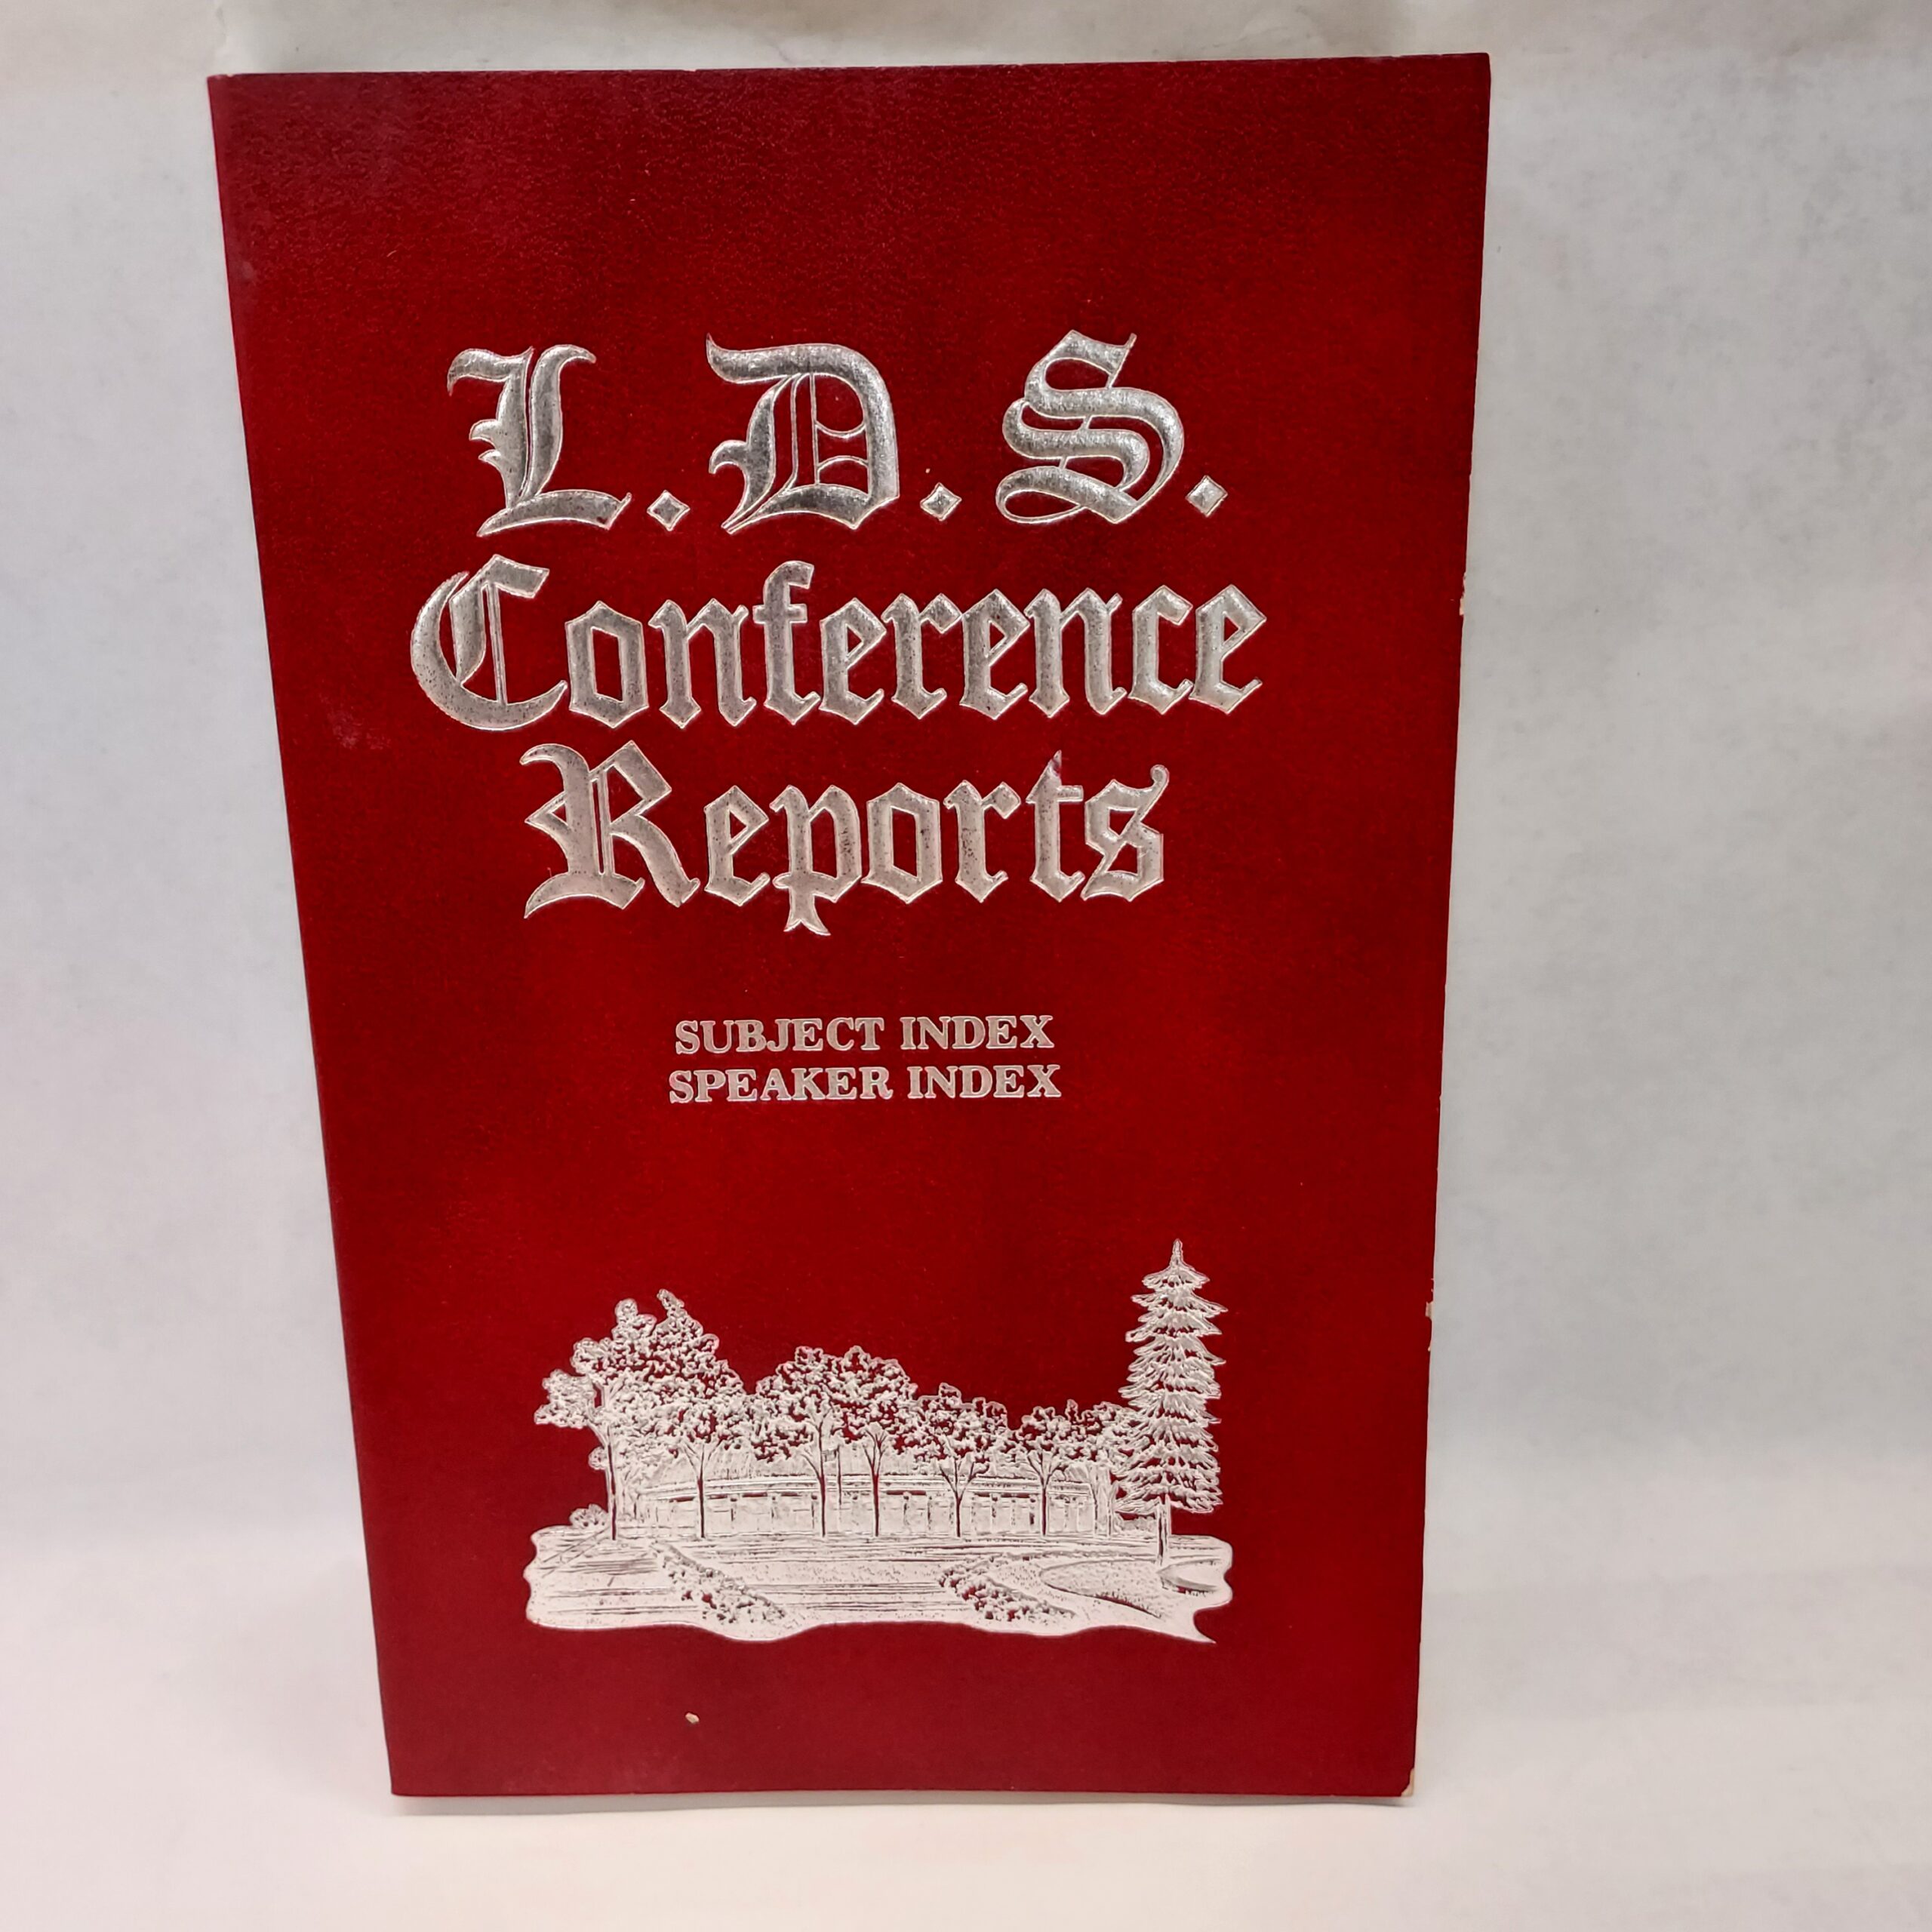 L.D.S.
Conference
Reports
SUBJECT INDEX
SPEAKER INDEX